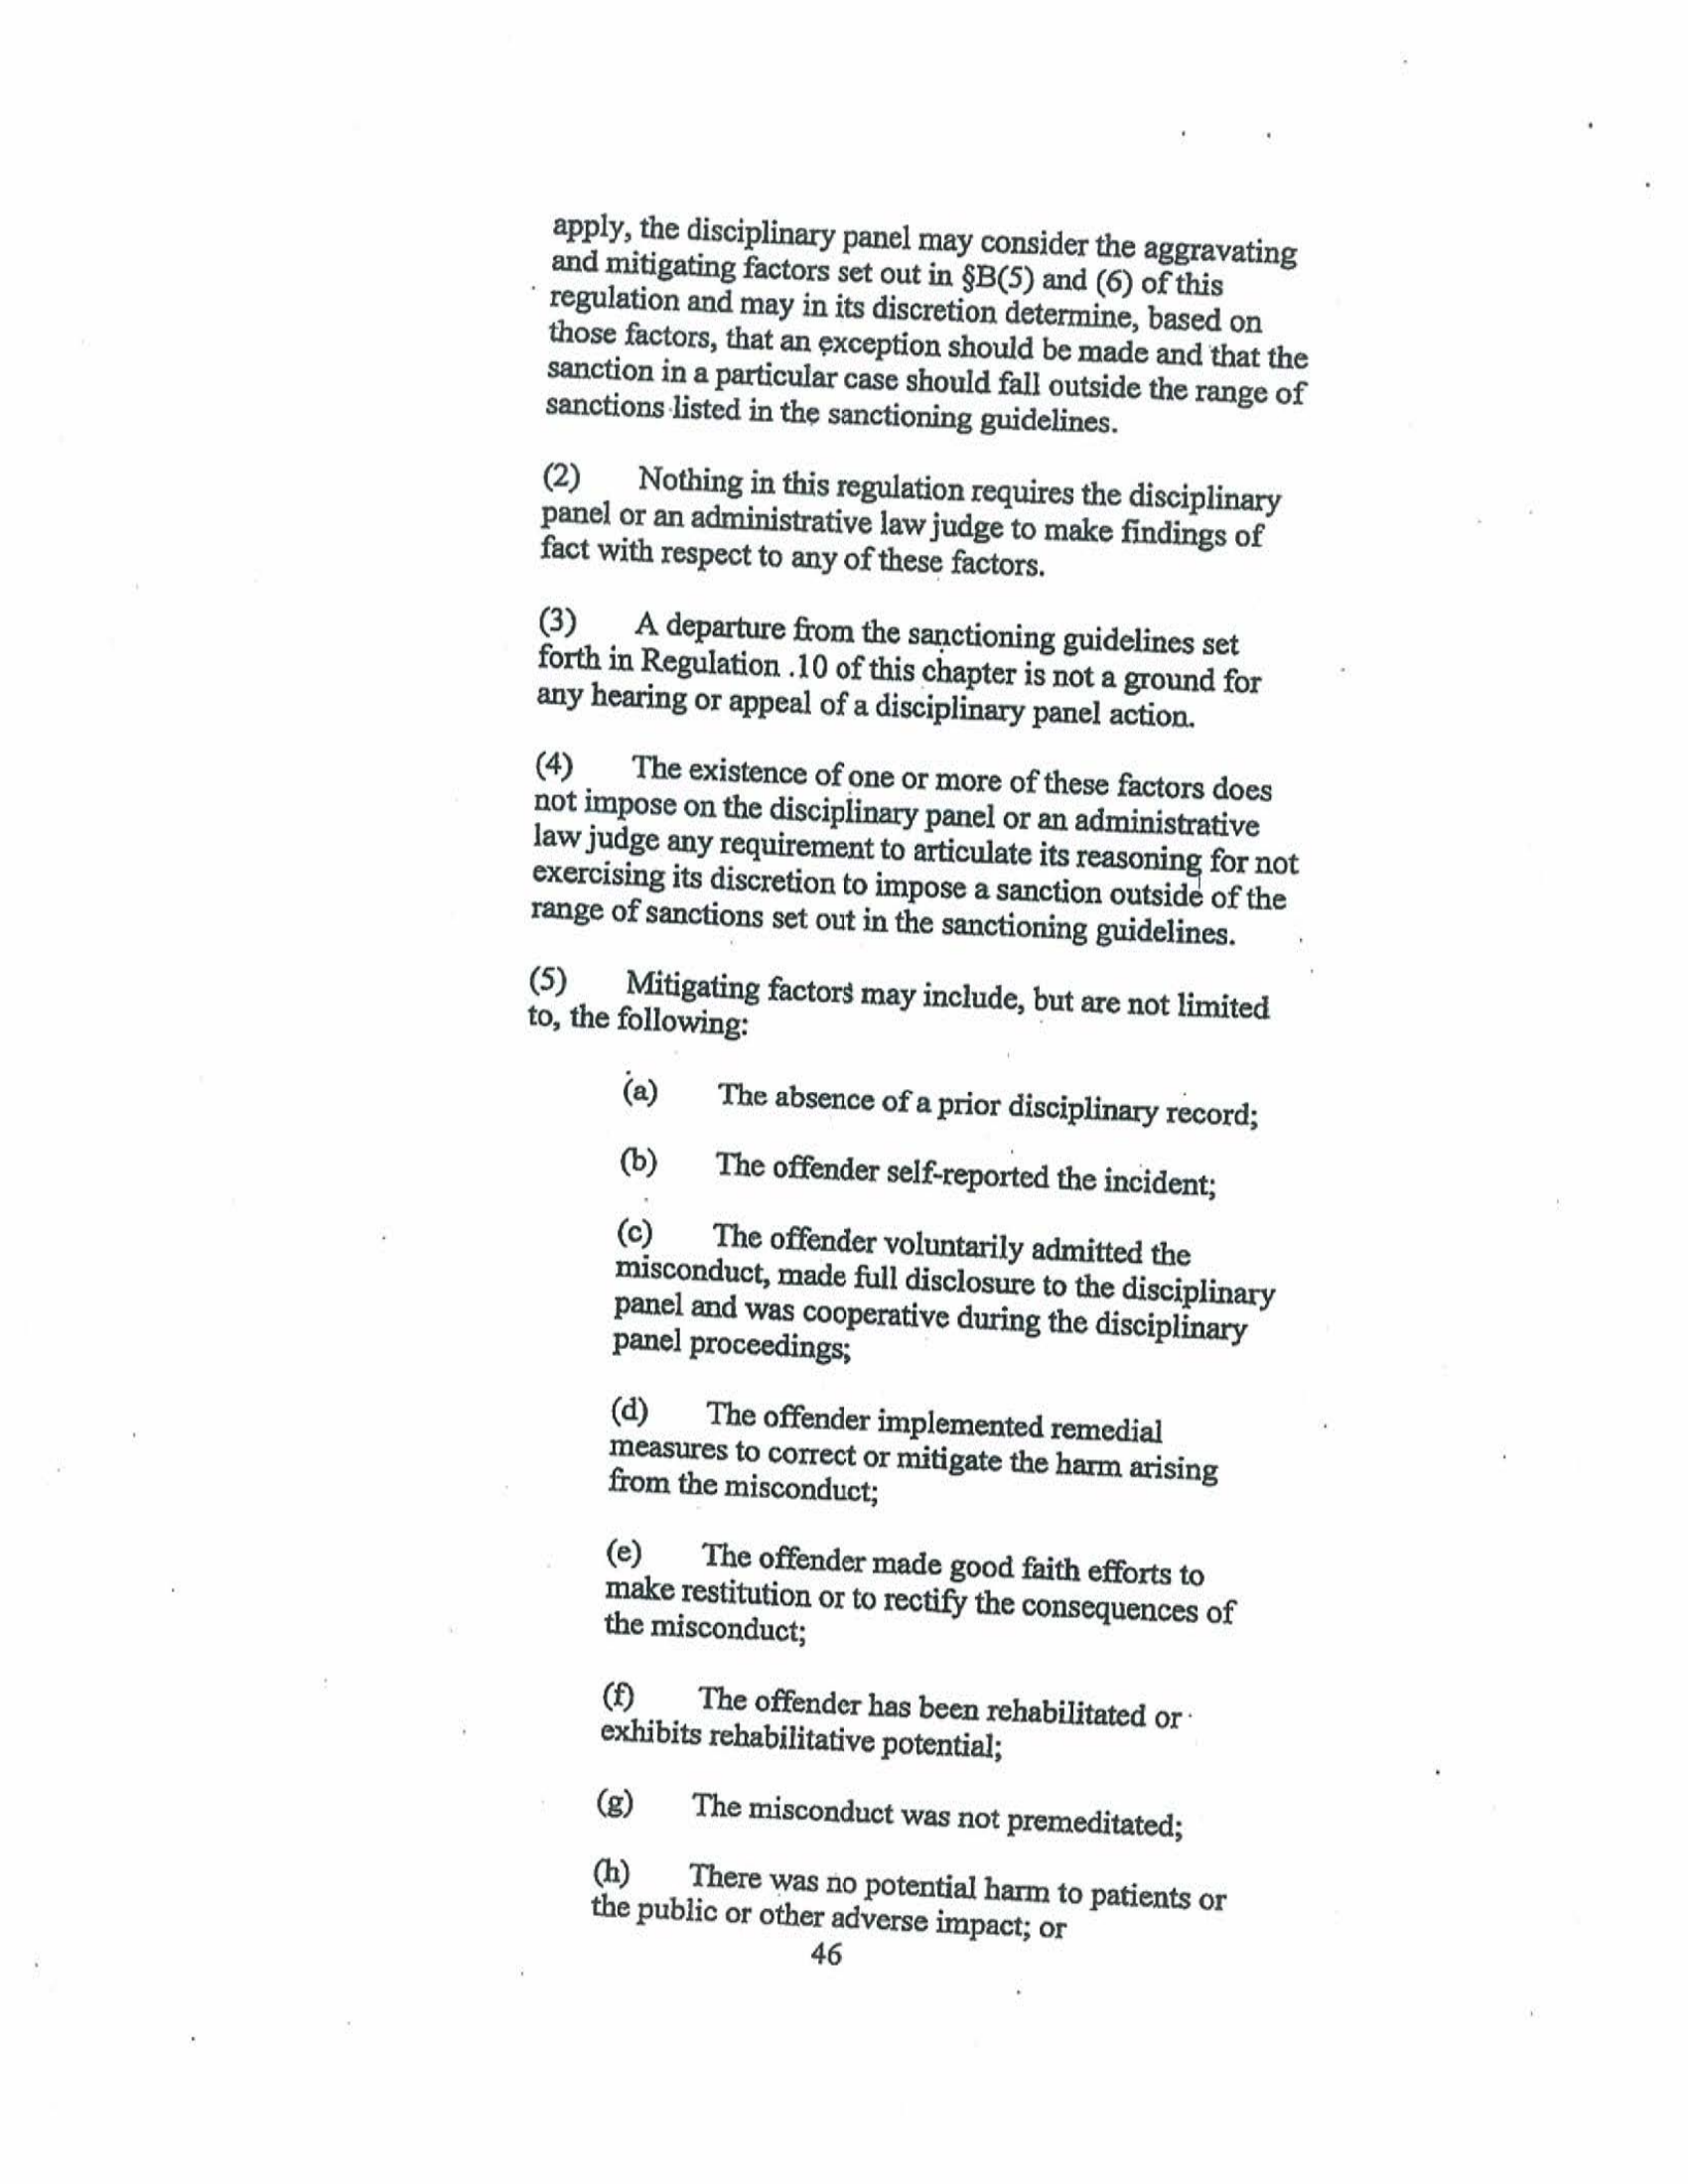 apply, the disciplinary panel may consider the aggravating
and mitigating factors set out in §B(5) and (6) of this
regulation and may in its discretion determine, based on
those factors, that an exception should be made and that the
sanction in a particular case should fall outside the range of
sanctions listed in the sanctioning guidelines.
(2) Nothing in this regulation requires the disciplinary
panel or an administrative law judge to make findings of
fact with respect to any of these factors.
(3) A departure from the sanctioning guidelines set
forth in Regulation .10 of this chapter is not a ground for
any hearing or appeal of a disciplinary panel action.
(4) The existence of one or more of these factors does
not impose on the disciplinary panel or an administrative
law judge any requirement to articulate its reasoning for not
exercising its discretion to impose a sanction outside of the
range of sanctions set out in the sanctioning guidelines.
(5) Mitigating factors may include, but are not limited
to, the following:
(a) The absence of a prior disciplinary record;
(b) The offender self-reported the incident;
(c) The offender voluntarily admitted the
misconduct, made full disclosure to the disciplinary
panel and was cooperative during the disciplinary
panel proceedings;
(d) The offender implemented remedial
measures to correct or mitigate the harm arising
from the misconduct;
(e) The offender made good faith efforts to
make restitution or to rectify the consequences of
the misconduct;
(f) The offender has been rehabilitated or
exhibits rehabilitative potential;
(g) The misconduct was not premeditated;
(h) There was no potential harm to patients or
the public or other adverse impact; or
46